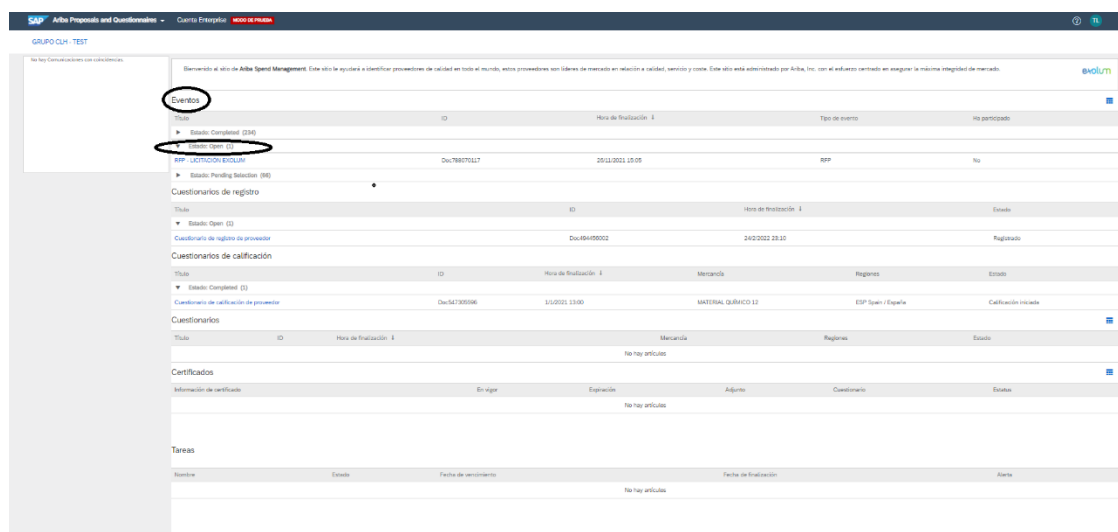 SAP Ariba Proposals and Questionnaires Cuenta Enterprise MODO DE PRUEBA TL
GRUPO CLH - TEST
No hay Comunicaciones con coincidencias.
Bienvenido al sitio de Ariba Spend Management. Este sitio le ayudará a identificar proveedores de calidad en todo el mundo, estos proveedores son líderes de mercado en relación a calidad, servicio y coste. Este sitio está administrado por Ariba, Inc. con el esfuerzo centrado en asegurar la máxima integridad de mercado.
exolum
Eventos
Título ID Hora de finalización ↓ Tipo de evento Ha participado
▶ Estado: Completed (234)
▼ Estado: Open (1)
RFP - LICITACION EXOLUM Doc788070117 26/11/2021 15:05 RFP No
▶ Estado: Pending Selection
Cuestionarios de registro
Título ID Hora de finalización ↓ Estado
▼ Estado: Open (1)
Cuestionario de registro de proveedor Doc494456002 24/2/2022 23:10 Registrado
Cuestionarios de calificación
Título ID Hora de finalización ↓ Mercancía Regiones Estado
▼ Estado: Completed (1)
Cuestionario de calificación de proveedor Doc547305396 1/1/2021 13:00 MATERIAL QUÍMICO 12 ESP Spain / España Calificación iniciada
Cuestionarios
Título ID Hora de finalización ↓ Mercancía Regiones Estado
No hay artículos
Certificados
Información de certificado En vigor Expiración Adjunto Cuestionario Estatus
No hay artículos
Tareas
Nombre Estado Fecha de vencimiento Fecha de finalización Alerta
No hay artículos